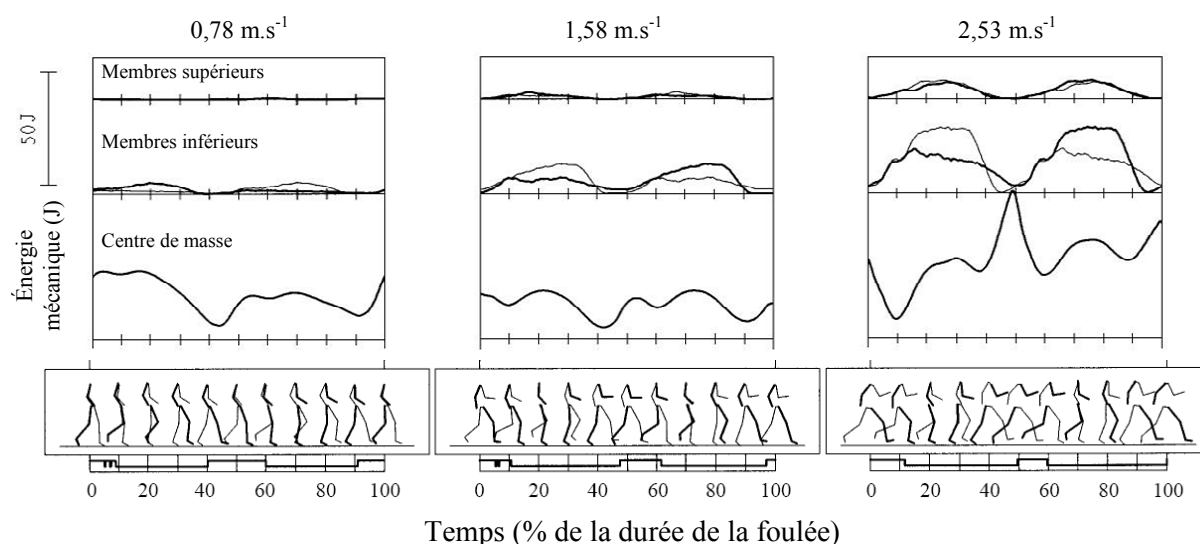 0,78 m.s-1 1,58 m.s-1 2,53 m.s-1
Membres supérieurs
50 J
Membres inférieurs
Énergie
mécanique (J)
Centre de masse
0 20 40 60 80 100 0 20 40 60 80 100 0 20 40 60 80 100
Temps (% de la durée de la foulée)